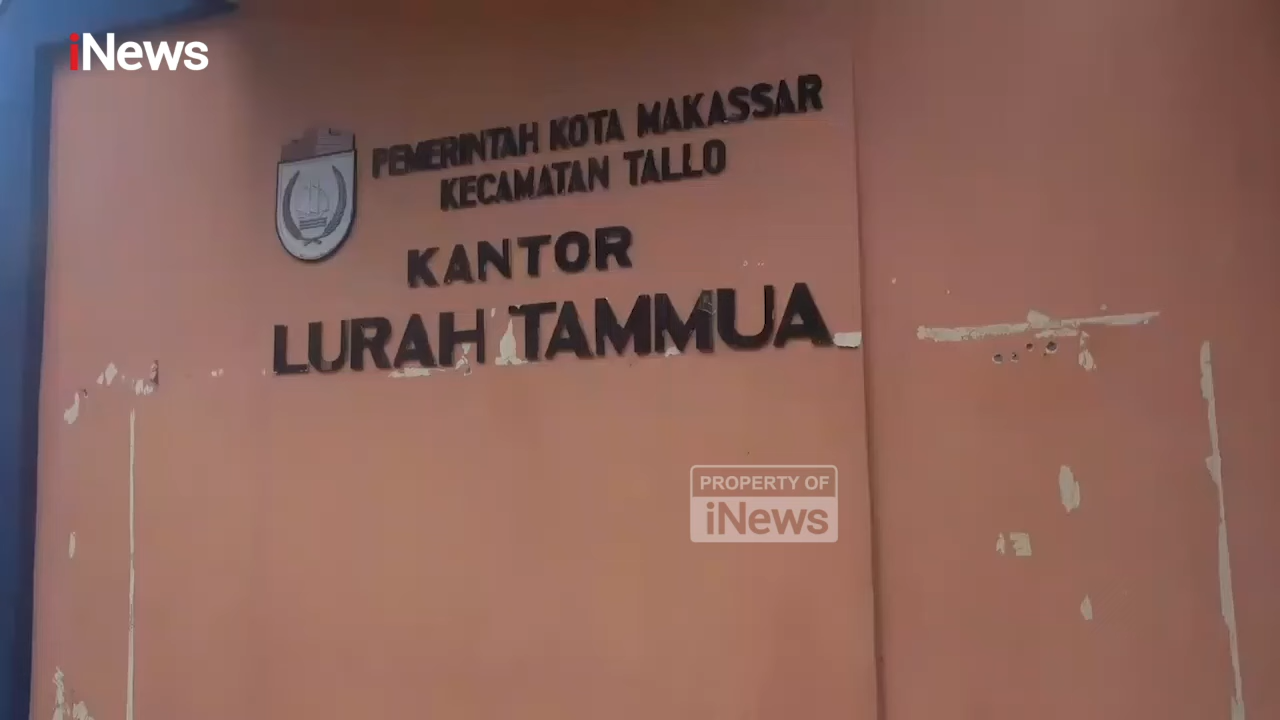 iNews
PEMERINTAH KOTA MAKASSAR
KECAMATAN TALLO
KANTOR
LURAH TAMMUA
PROPERTY OF
iNews